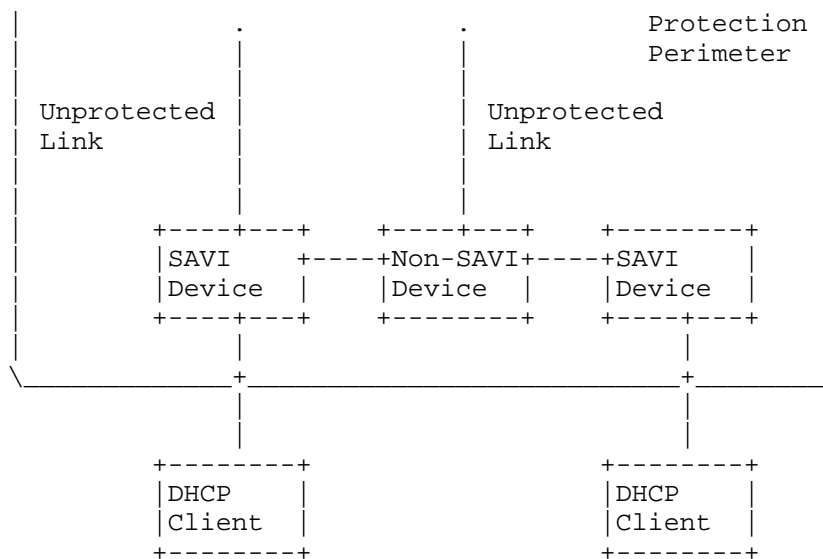 Protection
Perimeter
Unprotected Unprotected
Link Link
SAVI Non-SAVI SAVI
Device Device Device
DHCP DHCP
Client Client